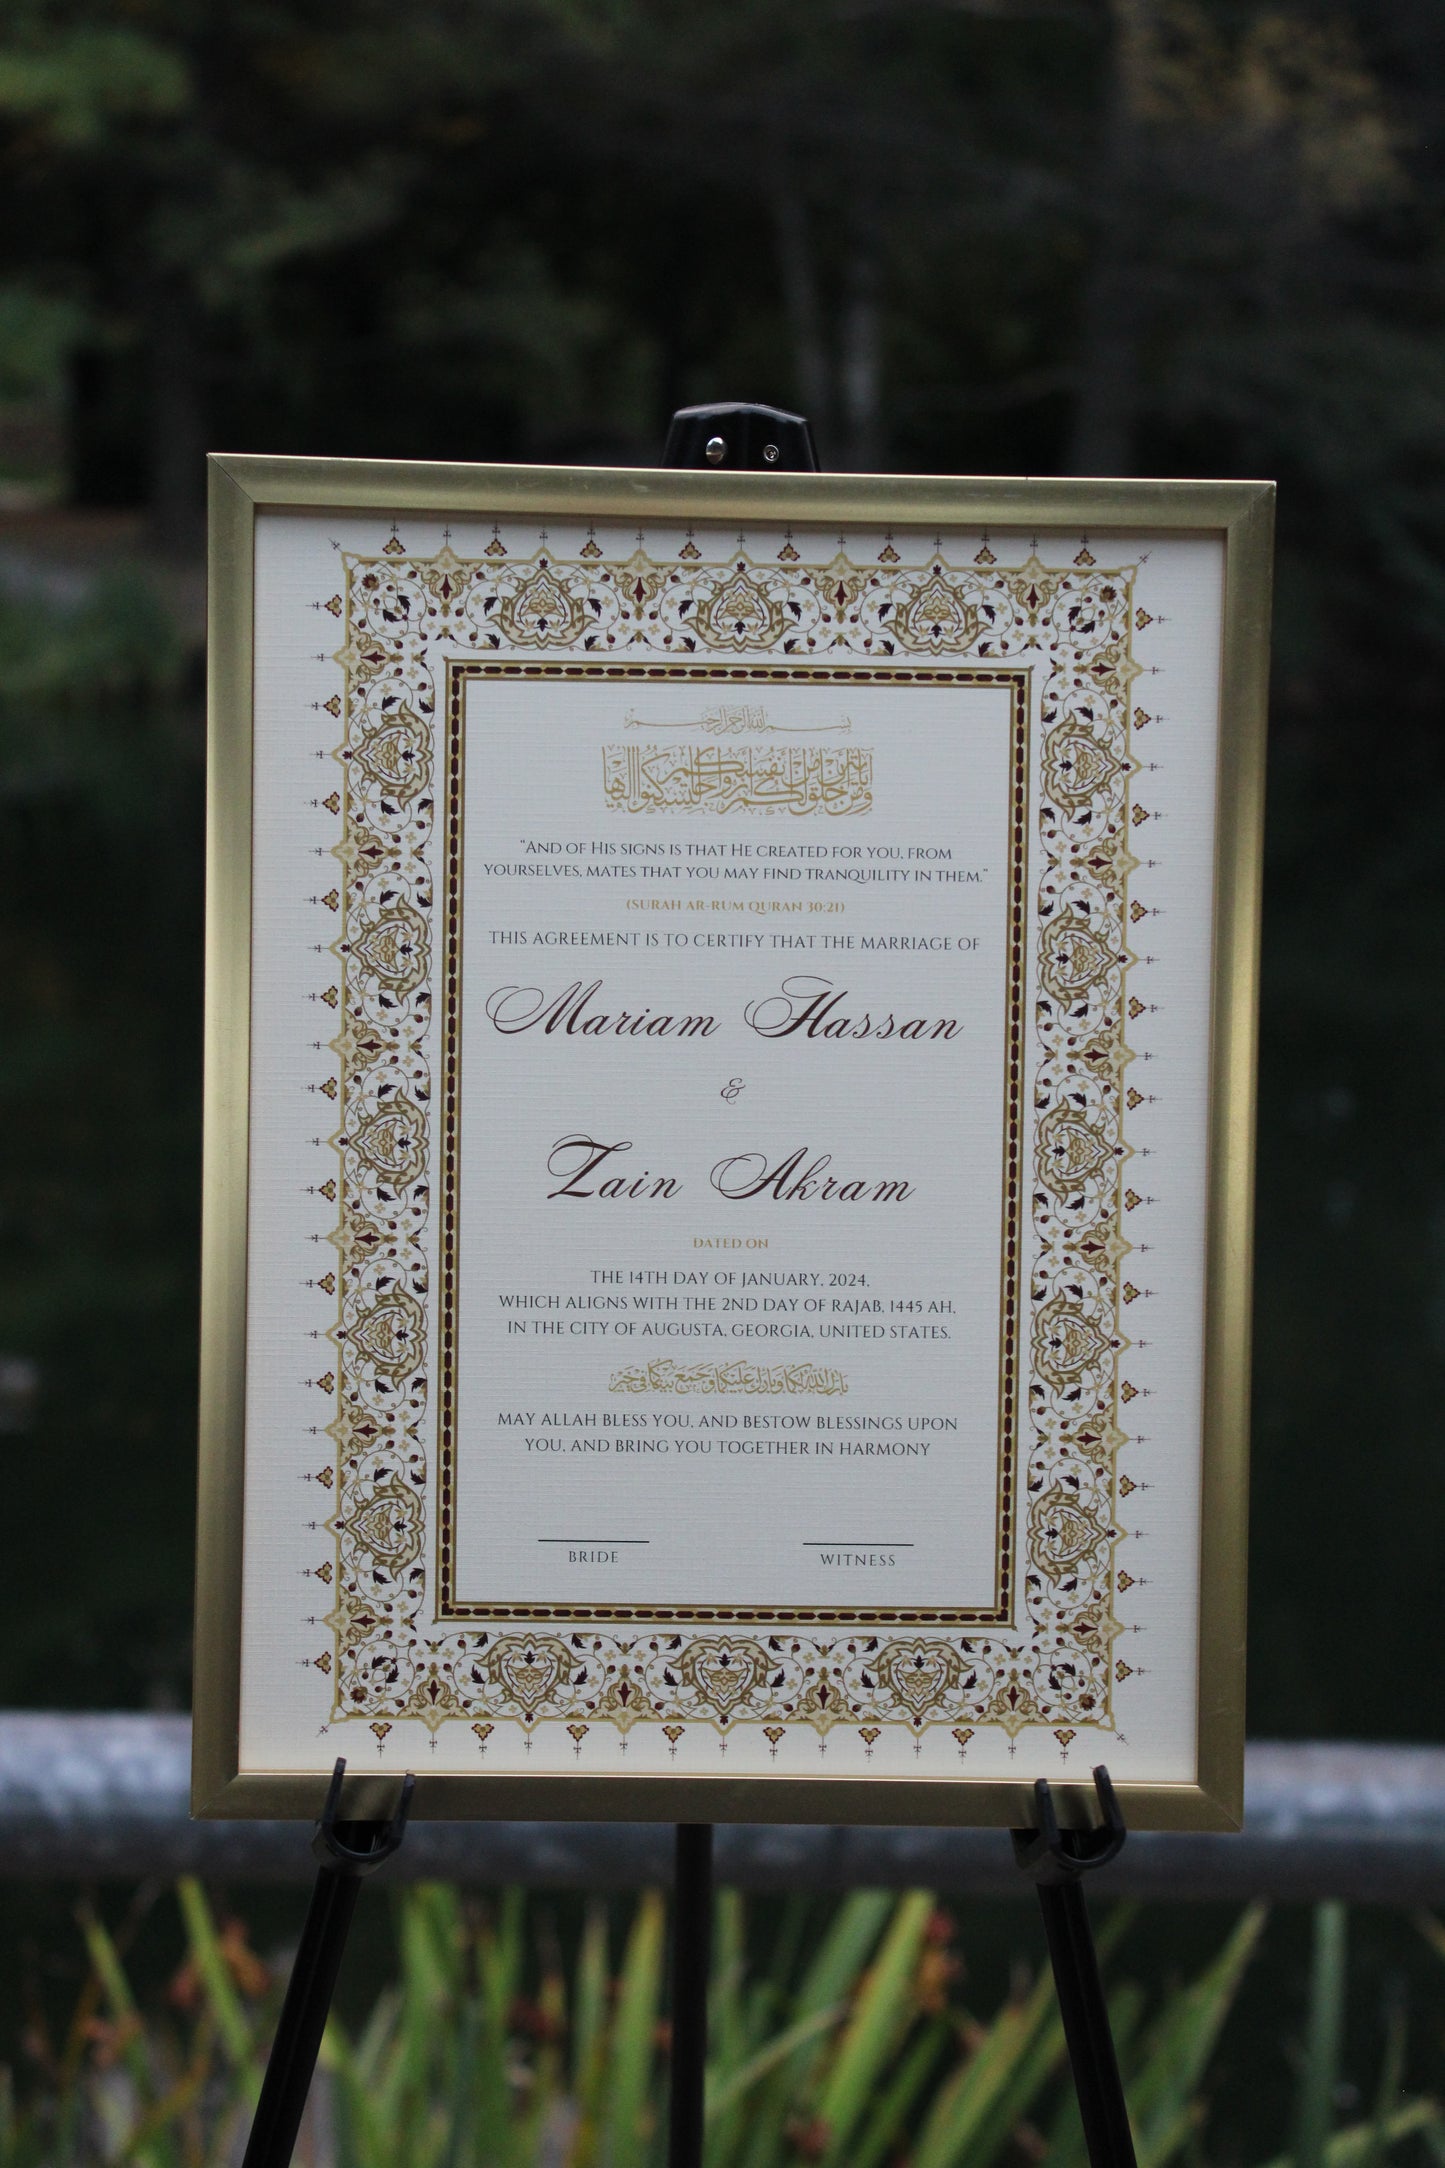 بسم الله الرحمن الرحيم
ومن آياته أن خلق لكم من أنفسكم أزواجا لتسكنوا إليها
"And of His signs is that He created for you, from
yourselves, mates that you may find tranquility in them."
(Surah Ar-Rum Quran 30:21)
This agreement is to certify that the marriage of
Mariam Hassan
&
Zain Akram
Dated on
The 14th day of January, 2024,
which aligns with the 2nd day of Rajab, 1445 AH,
in the city of Augusta, Georgia, United States.
بارك الله لكما وبارك عليكما وجمع بينكما في خير
May Allah bless you, and bestow blessings upon
you, and bring you together in harmony
Bride Witness